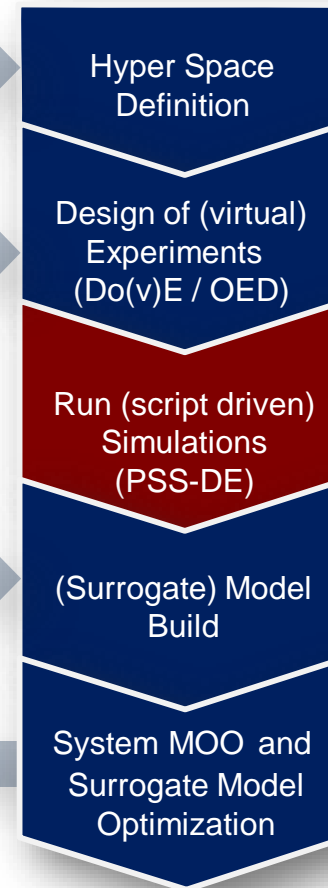 Hyper Space
Definition
Design of (virtual)
Experiments
(Do(v)E / OED)
Run (script driven)
Simulations
(PSS-DE)
(Surrogate) Model
Build
System MOO and
Surrogate Model
Optimization